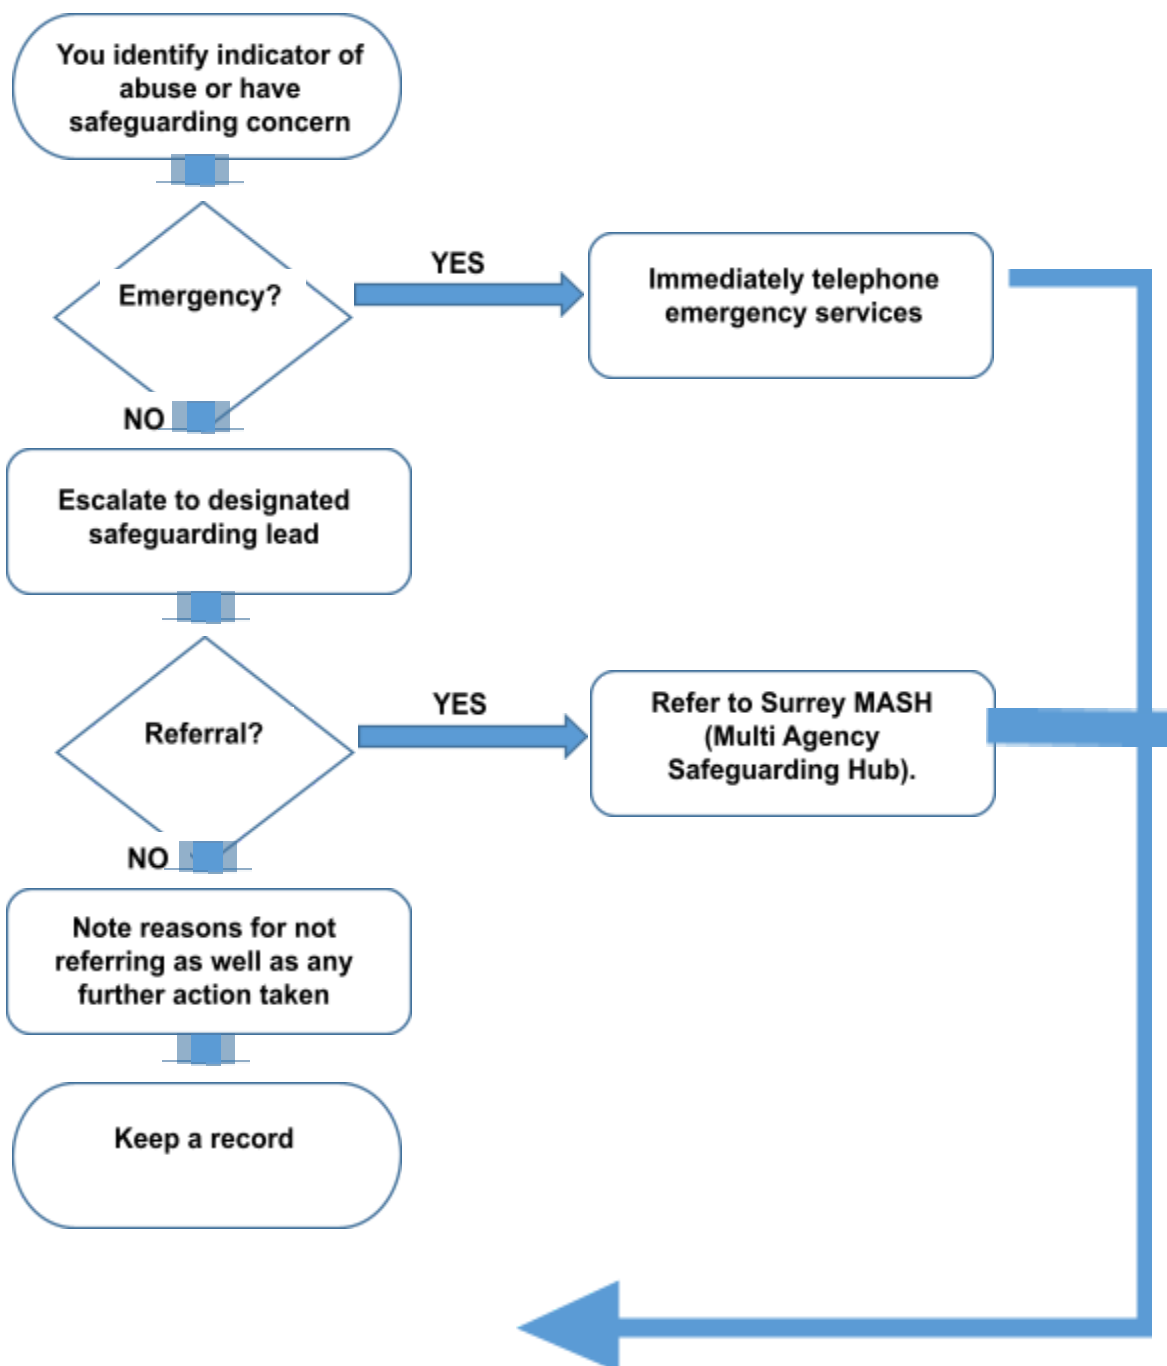 You identify indicator of
abuse or have
safeguarding concern
Emergency?
YES
Immediately telephone
emergency services
NO
Escalate to designated
safeguarding lead
Referral?
YES
Refer to Surrey MASH
(Multi Agency
Safeguarding Hub).
NO
Note reasons for not
referring as well as any
further action taken
Keep a record